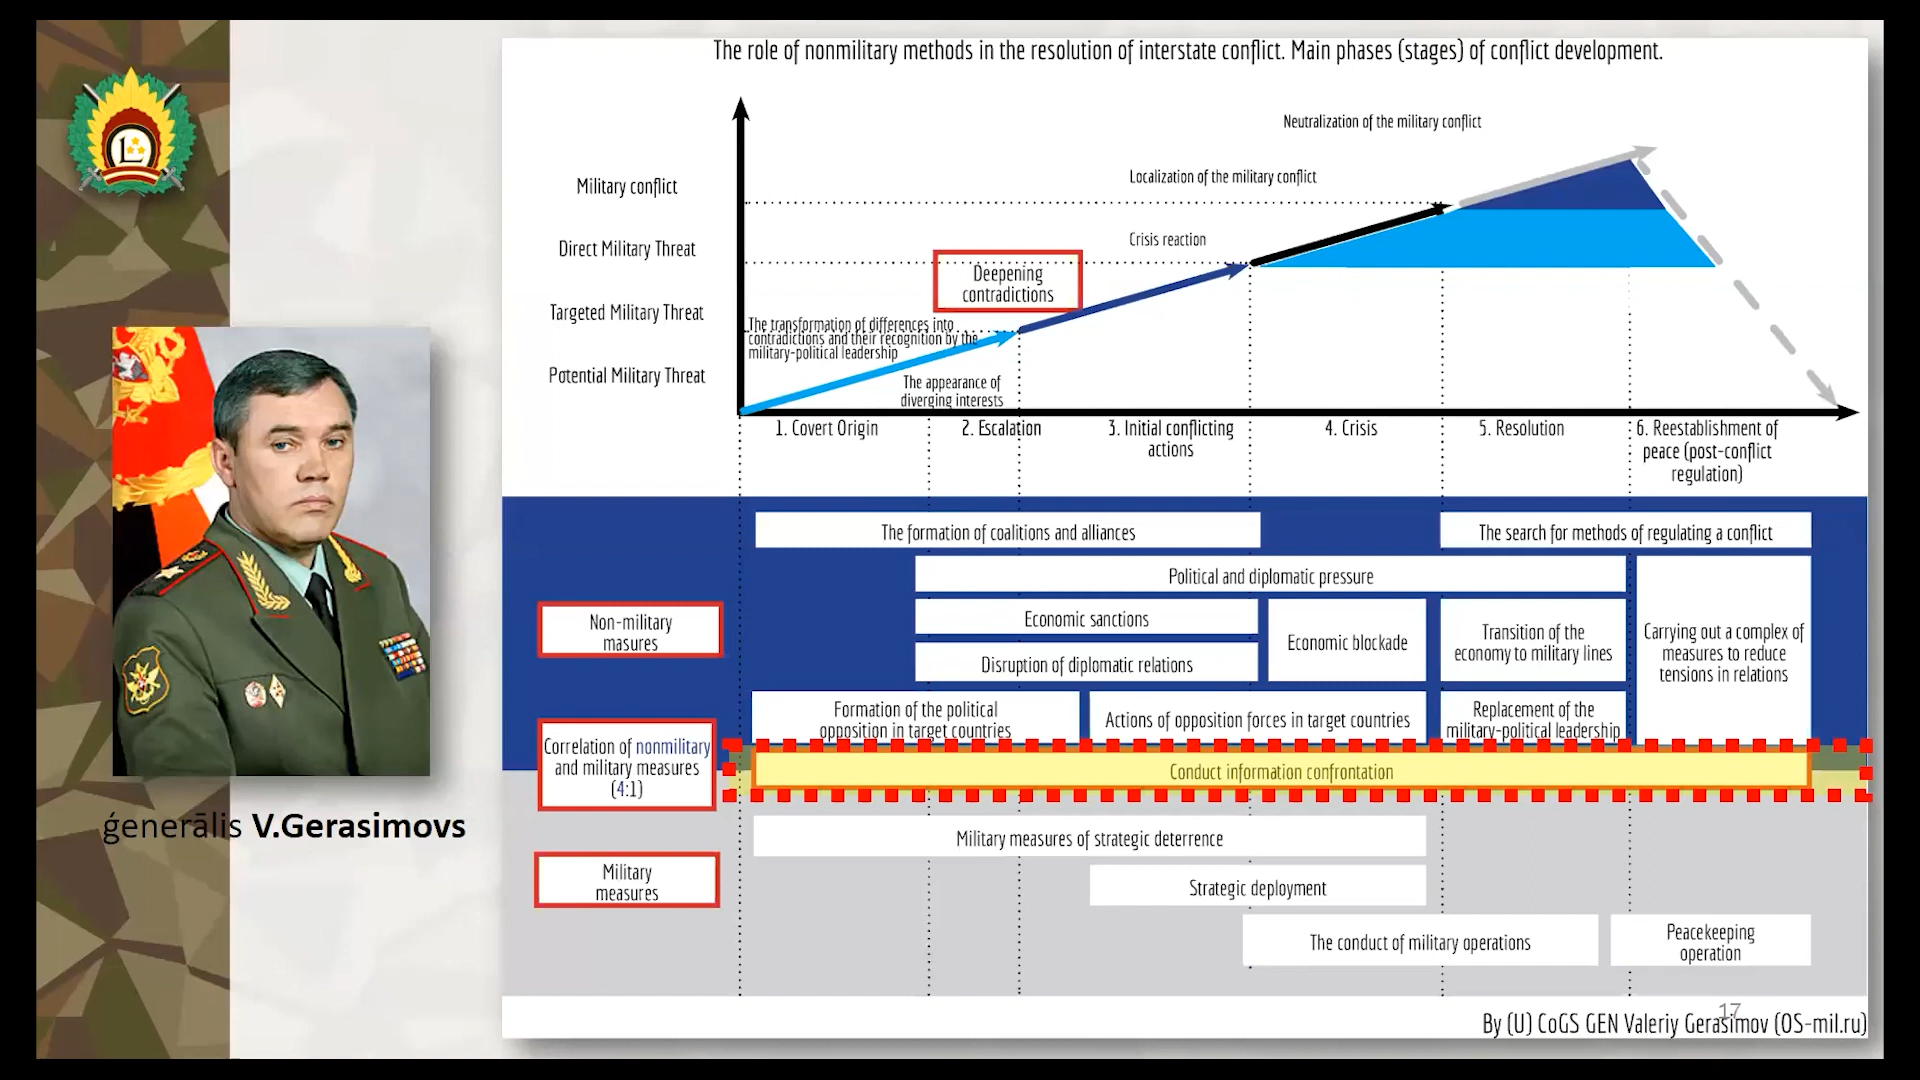 The role of nonmilitary methods in the resolution of interstate conflict. Main phases (stages) of conflict development.
Neutralization of the military conflict
Localization of the military conflict
Military conflict
Crisis reaction
Direct Military Threat
Deepening
contradictions
Targeted Military Threat
The transformation of differences into
contradictions and their recognition by the
military-political leadership
Potential Military Threat
The appearance of
diverging interests
1. Covert Origin
2. Escalation
3. Initial conflicting
actions
4. Crisis
5. Resolution
6. Reestablishment of
peace (post-conflict
regulation)
The formation of coalitions and alliances
The search for methods of regulating a conflict
Political and diplomatic pressure
Non-military
masures
Economic sanctions
Disruption of diplomatic relations
Economic blockade
Transition of the
economy to military lines
Carrying out a complex of
measures to reduce
tensions in relations
Formation of the political
opposition in target countries
Actions of opposition forces in target countries
Replacement of the
military-political leadership
Correlation of nonmilitary
and military measures
(4:1)
Conduct information confrontation
Military measures of strategic deterrence
Military
measures
Strategic deployment
The conduct of military operations
Peacekeeping
operation
ģenerālis V.Gerasimovs
17
By (U) CoGS GEN Valeriy Gerasimov (OS-mil.ru)